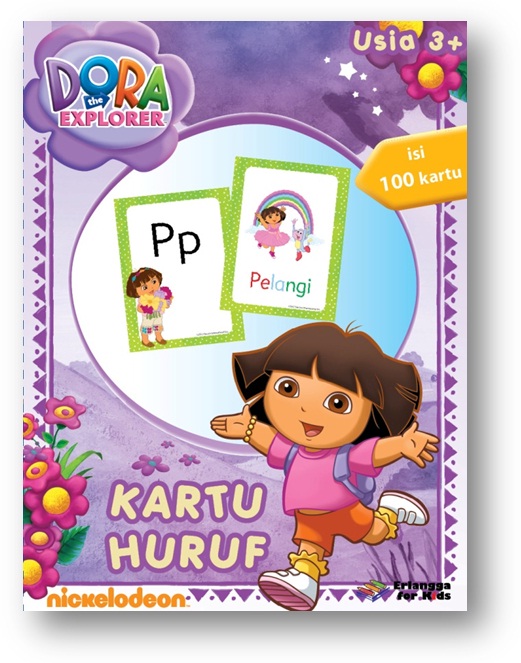 Usia 3+
DORA
the
EXPLORER
isi
100 kartu
Pp
Pelangi
KARTU
HURUF
nickelodeon
Erlangga
for Kids